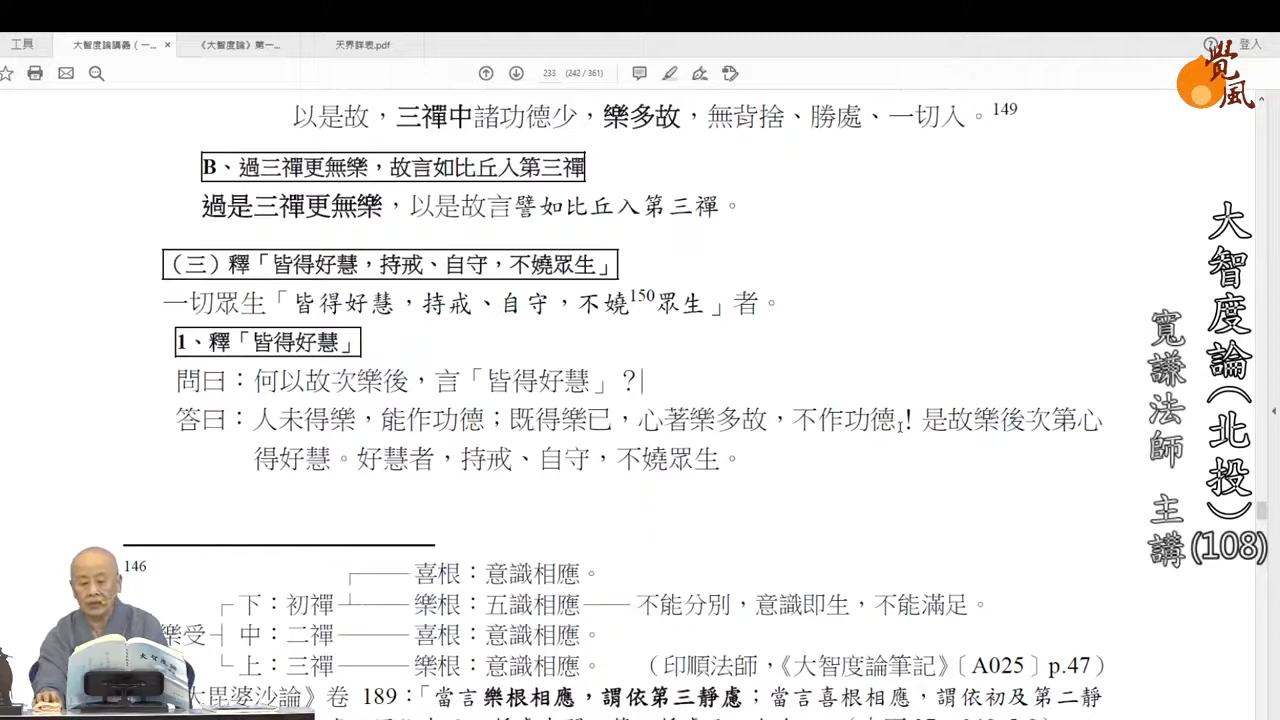 工具
大智度論講義（一... ×
《大智度論》第一...
天界詳表.pdf
登入
233 (242 / 361)
覺風
以是故，三禪中諸功德少，樂多故，無背捨、勝處、一切入。149
B、過三禪更無樂，故言如比丘入第三禪
過是三禪更無樂，以是故言譬如比丘入第三禪。
（三）釋「皆得好慧，持戒、自守，不嬈眾生」
一切眾生「皆得好慧，持戒、自守，不嬈150眾生」者。
1、釋「皆得好慧」
問曰：何以故次樂後，言「皆得好慧」？
答曰：人未得樂，能作功德；既得樂已，心著樂多故，不作功德！是故樂後次第心
得好慧。好慧者，持戒、自守，不嬈眾生。
146
喜根：意識相應。
下：初禪
樂根：五識相應 不能分別，意識即生，不能滿足。
樂受 中：二禪 喜根：意識相應。
上：三禪 樂根：意識相應。 （印順法師，《大智度論筆記》〔A025〕p.47）
大毘婆沙論》卷 189：「當言樂根相應，謂依第三靜慮；當言喜根相應，謂依初及第二靜
大智度論（北投）(108)
寬謙法師 主講
大智度論